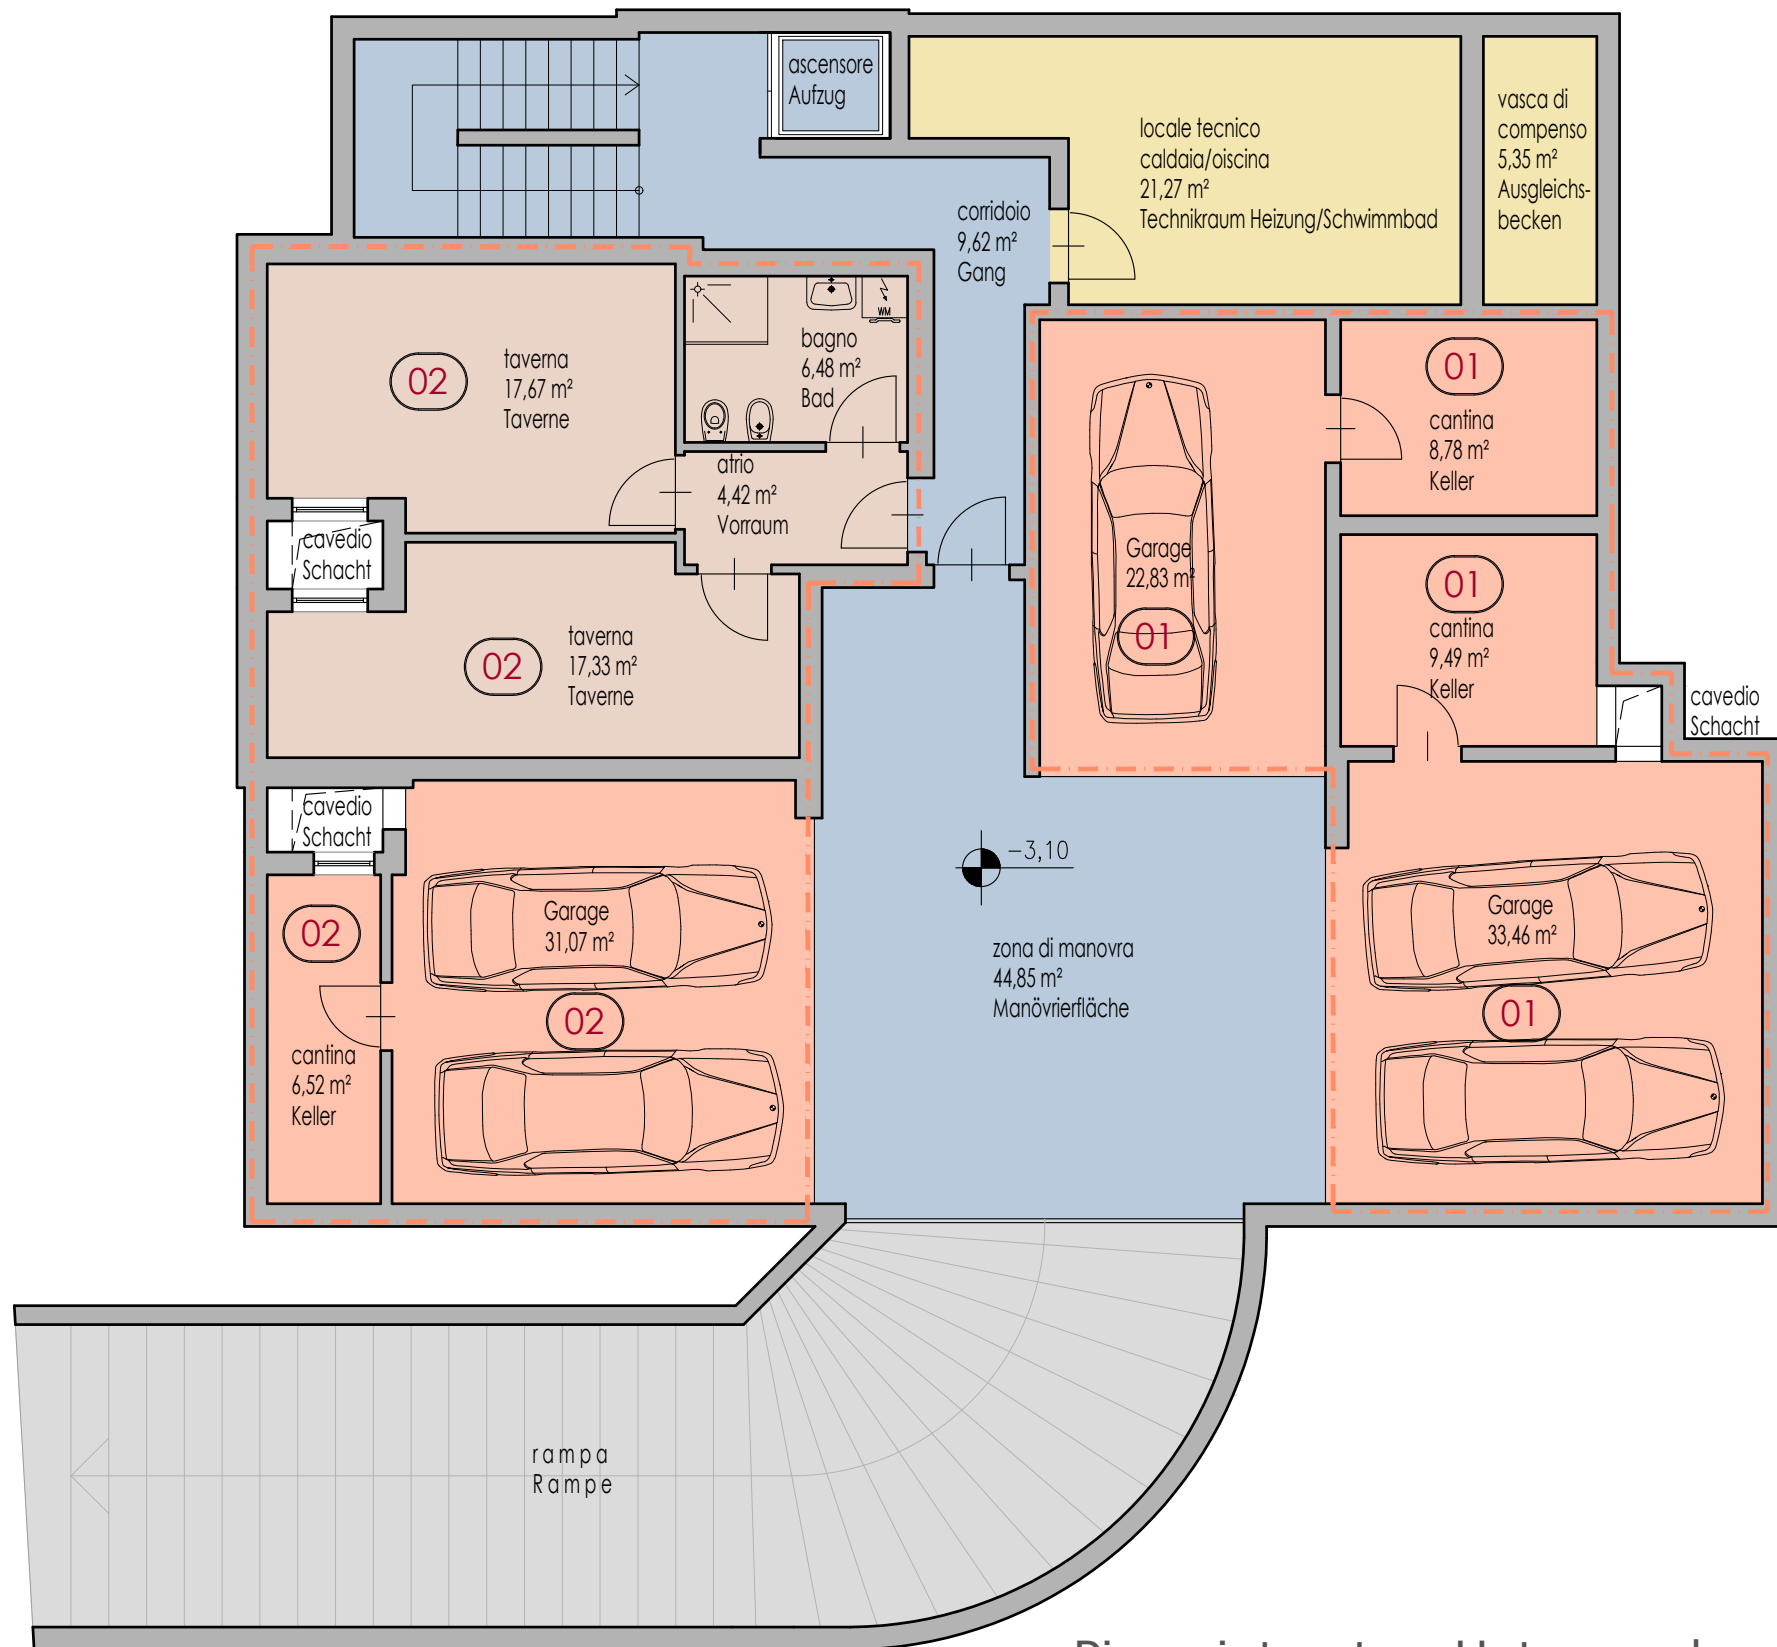 ascensore
Aufzug
locale tecnico
caldaia/oiscina
21,27 m²
Technikraum Heizung/Schwimmbad
vasca di
compenso
5,35 m²
Ausgleichs-
becken
corridoio
9,62 m²
Gang
02
taverna
17,67 m²
Taverne
WM
bagno
6,48 m²
Bad
atrio
4,42 m²
Vorraum
cavedio
Schacht
02
taverna
17,33 m²
Taverne
Garage
22,83 m²
01
01
cantina
8,78 m²
Keller
01
cantina
9,49 m²
Keller
cavedio
Schacht
cavedio
Schacht
02
cantina
6,52 m²
Keller
Garage
31,07 m²
02
-3,10
zona di manovra
44,85 m²
Manövrierfläche
Garage
33,46 m²
01
rampa
Rampe